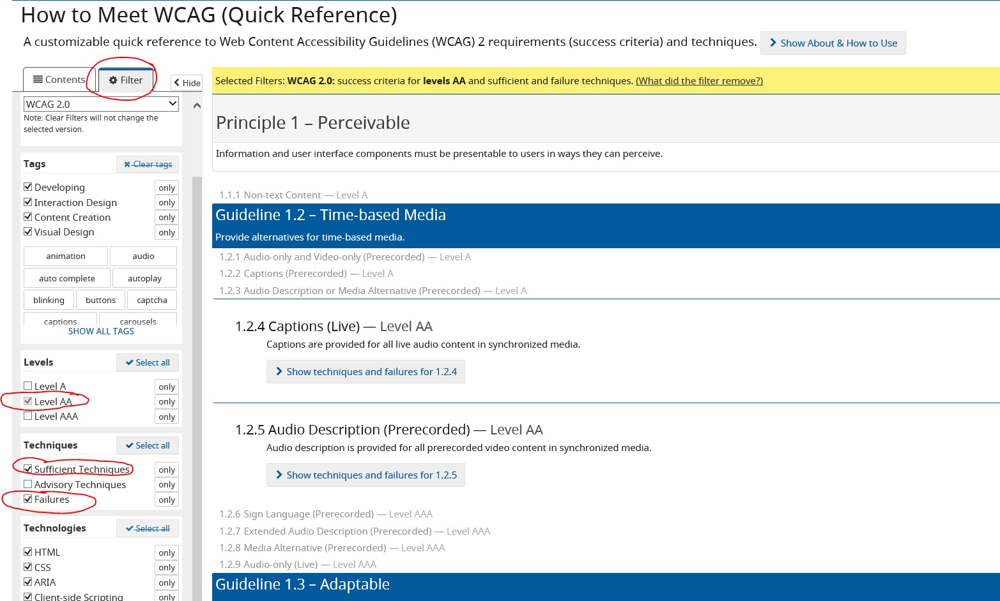 How to Meet WCAG (Quick Reference)
A customizable quick reference to Web Content Accessibility Guidelines (WCAG) 2 requirements (success criteria) and techniques.
Show About & How to Use
Contents
Filter
Hide
WCAG 2.0
Note: Clear Filters will not change the
selected version.
Tags
Clear tags
Developing only
Interaction Design only
Content Creation only
Visual Design only
animation audio
auto complete autoplay
blinking buttons captcha
captions carousels
SHOW ALL TAGS
Levels
Select all
Level A only
Level AA only
Level AAA only
Techniques
Select all
Sufficient Techniques only
Advisory Techniques only
Failures only
Technologies
Select all
HTML only
CSS only
ARIA only
Client-side Scripting only
Selected Filters: WCAG 2.0: success criteria for levels AA and sufficient and failure techniques. (What did the filter remove?)
Principle 1 – Perceivable
Information and user interface components must be presentable to users in ways they can perceive.
1.1.1 Non-text Content — Level A
Guideline 1.2 – Time-based Media
Provide alternatives for time-based media.
1.2.1 Audio-only and Video-only (Prerecorded) — Level A
1.2.2 Captions (Prerecorded) — Level A
1.2.3 Audio Description or Media Alternative (Prerecorded) — Level A
1.2.4 Captions (Live) — Level AA
Captions are provided for all live audio content in synchronized media.
Show techniques and failures for 1.2.4
1.2.5 Audio Description (Prerecorded) — Level AA
Audio description is provided for all prerecorded video content in synchronized media.
Show techniques and failures for 1.2.5
1.2.6 Sign Language (Prerecorded) — Level AAA
1.2.7 Extended Audio Description (Prerecorded) — Level AAA
1.2.8 Media Alternative (Prerecorded) — Level AAA
1.2.9 Audio-only (Live) — Level AAA
Guideline 1.3 – Adaptable